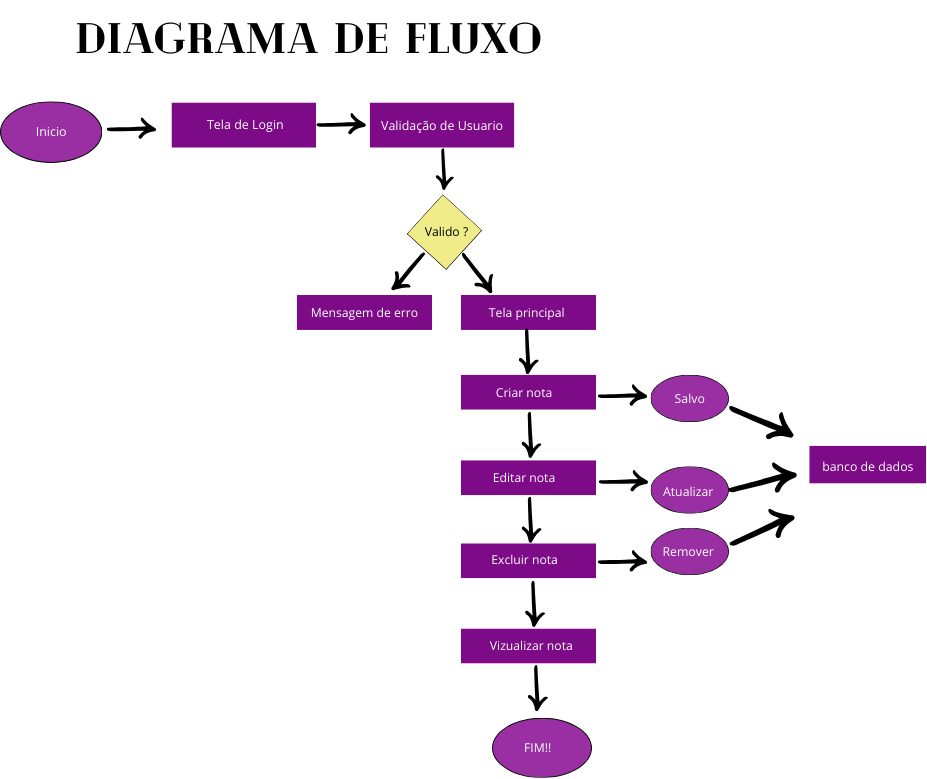 DIAGRAMA DE FLUXO
Inicio
Tela de Login
Validação de Usuario
Valido ?
Mensagem de erro
Tela principal
Criar nota
Salvo
banco de dados
Editar nota
Atualizar
Excluir nota
Remover
Vizualizar nota
FIM!!